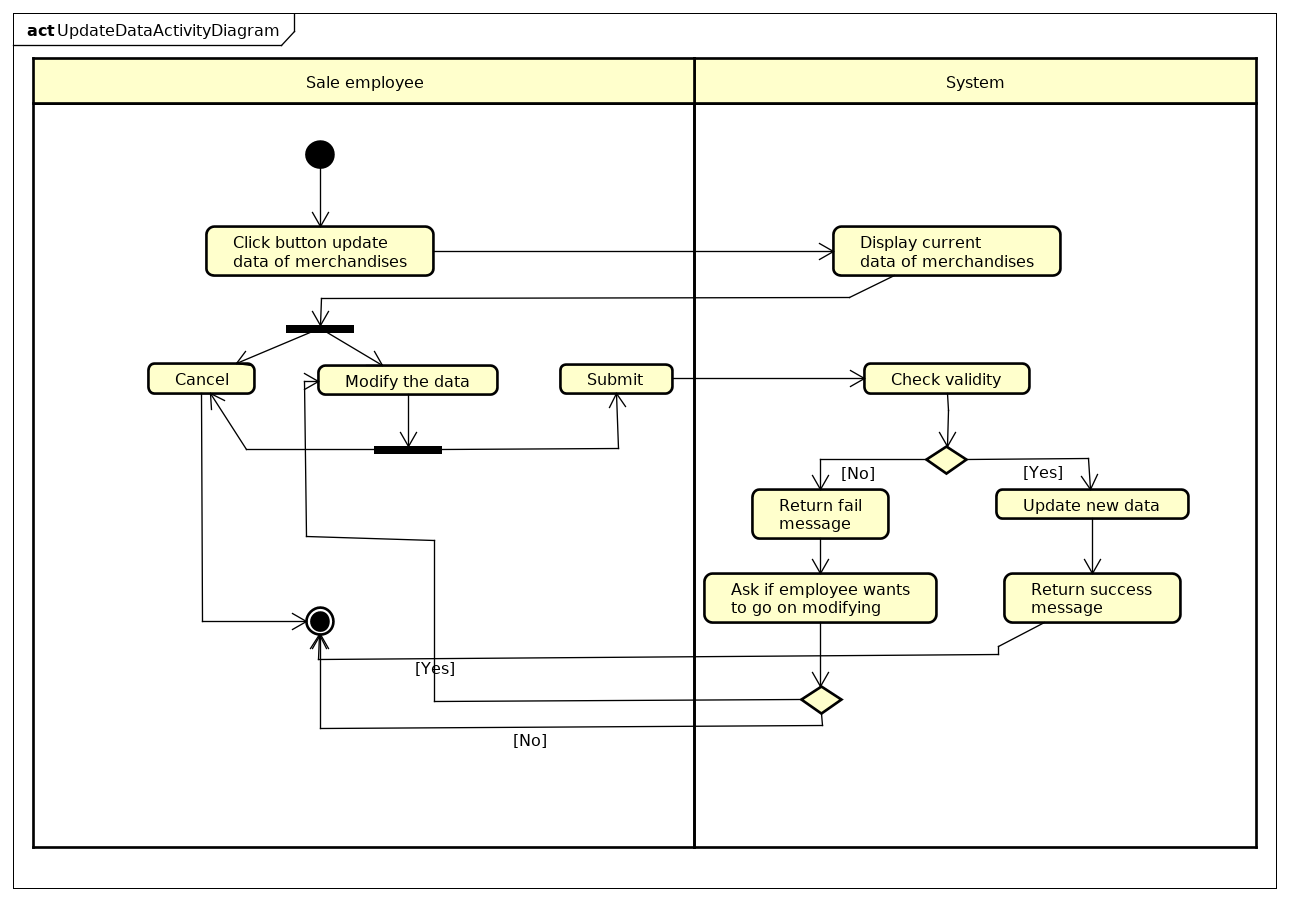 act UpdateDataActivityDiagram
Sale employee
System
Click button update
data of merchandises
Display current
data of merchandises
Cancel
Modify the data
Submit
Check validity
[No]
[Yes]
Return fail
message
Update new data
Ask if employee wants
to go on modifying
Return success
message
[Yes]
[No]